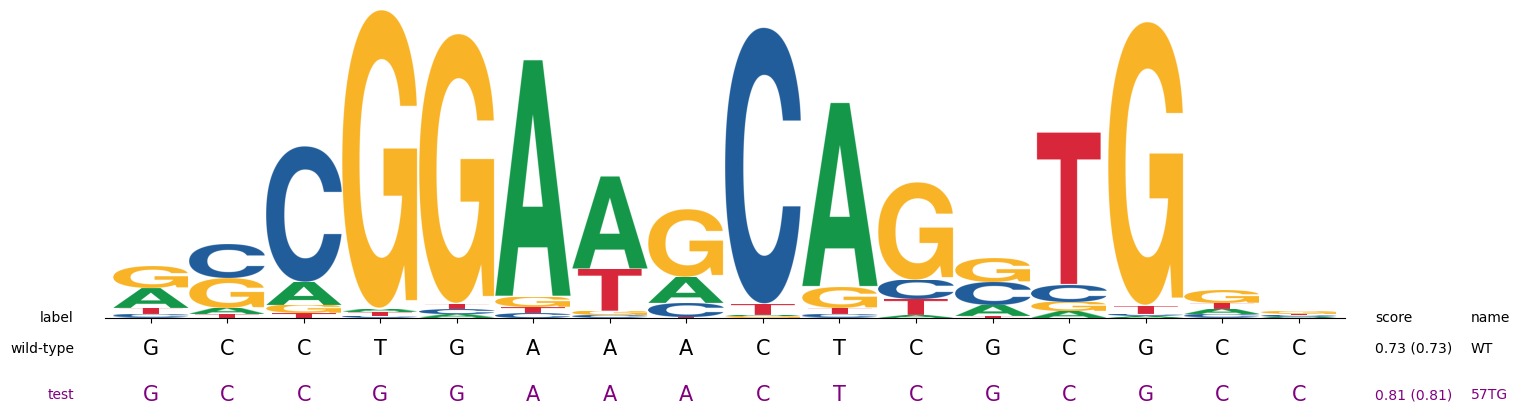 label score name
wild-type G C C T G A A A C T C G C G C C 0.73 (0.73) WT
test G C C G G A A A C T C G C G C C 0.81 (0.81) 57TG